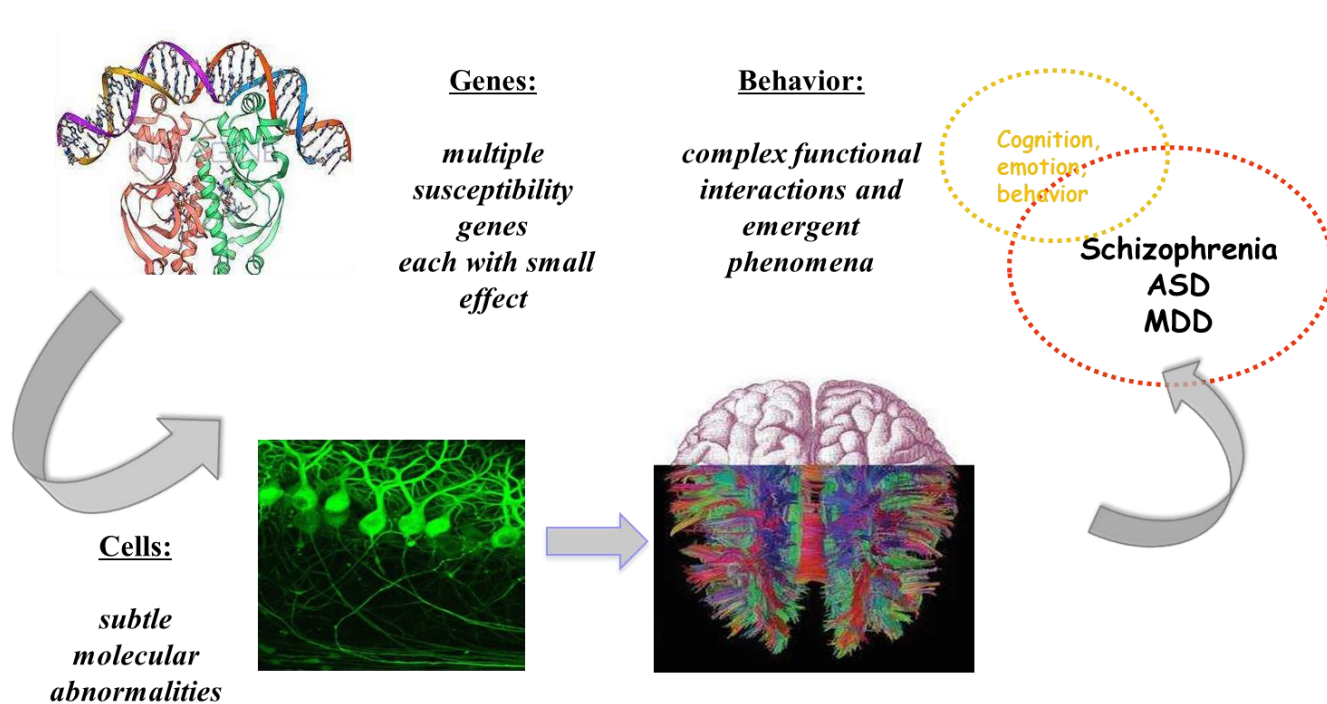 Genes:
multiple
susceptibility
genes
each with small
effect
Behavior:
complex functional
interactions and
emergent
phenomena
Cognition,
emotion,
behavior
Schizophrenia
ASD
MDD
Cells:
subtle
molecular
abnormalities